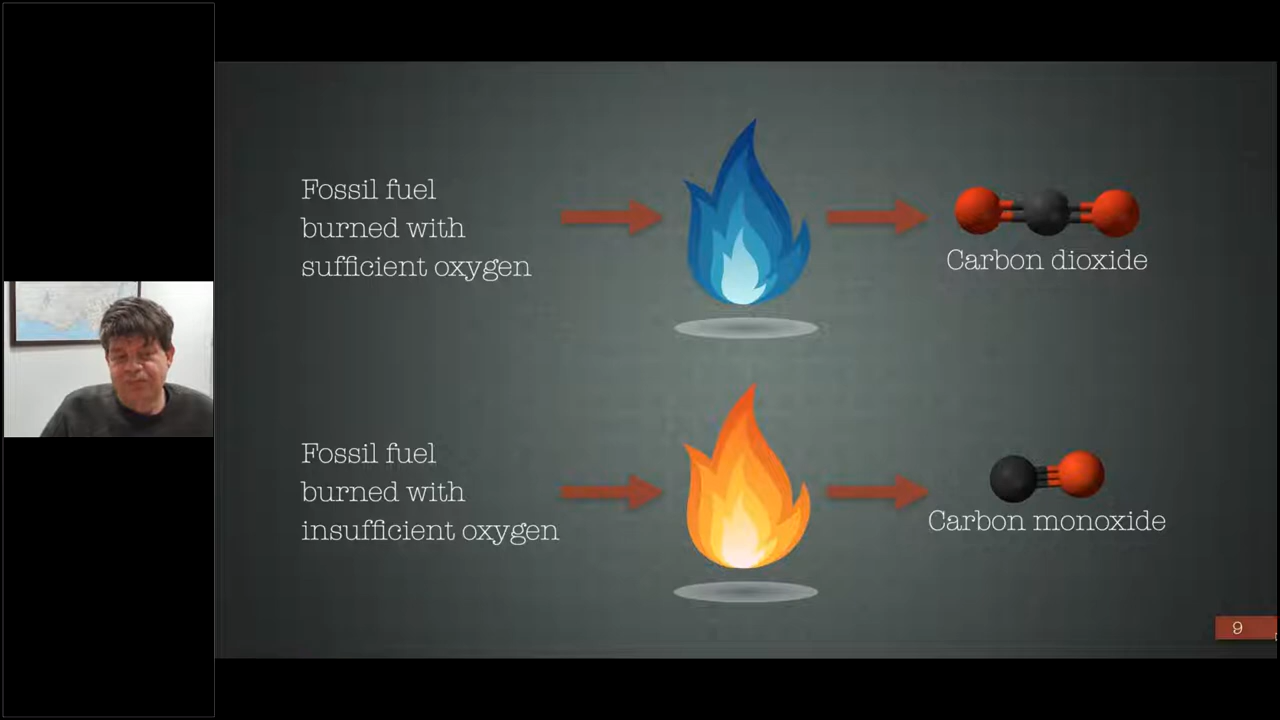 Fossil fuel
burned with
sufficient oxygen
Carbon dioxide
Fossil fuel
burned with
insufficient oxygen
Carbon monoxide
9